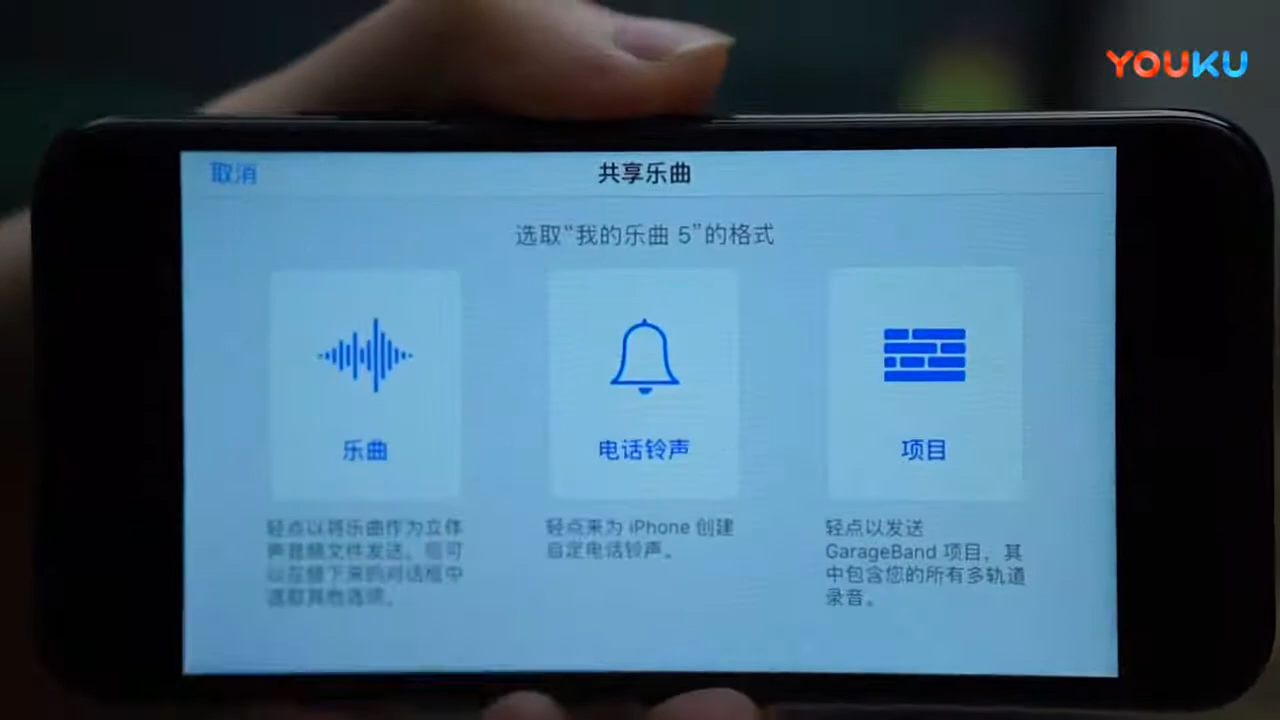 YOUKU
取消
共享乐曲
选取“我的乐曲 5”的格式
乐曲
电话铃声
项目
轻点以将乐曲作为立体
声音频文件发送。您可
以在接下来的对话框中
选取其他选项。
轻点来为 iPhone 创建
自定电话铃声。
轻点以发送
GarageBand 项目，其
中包含您的所有多轨道
录音。